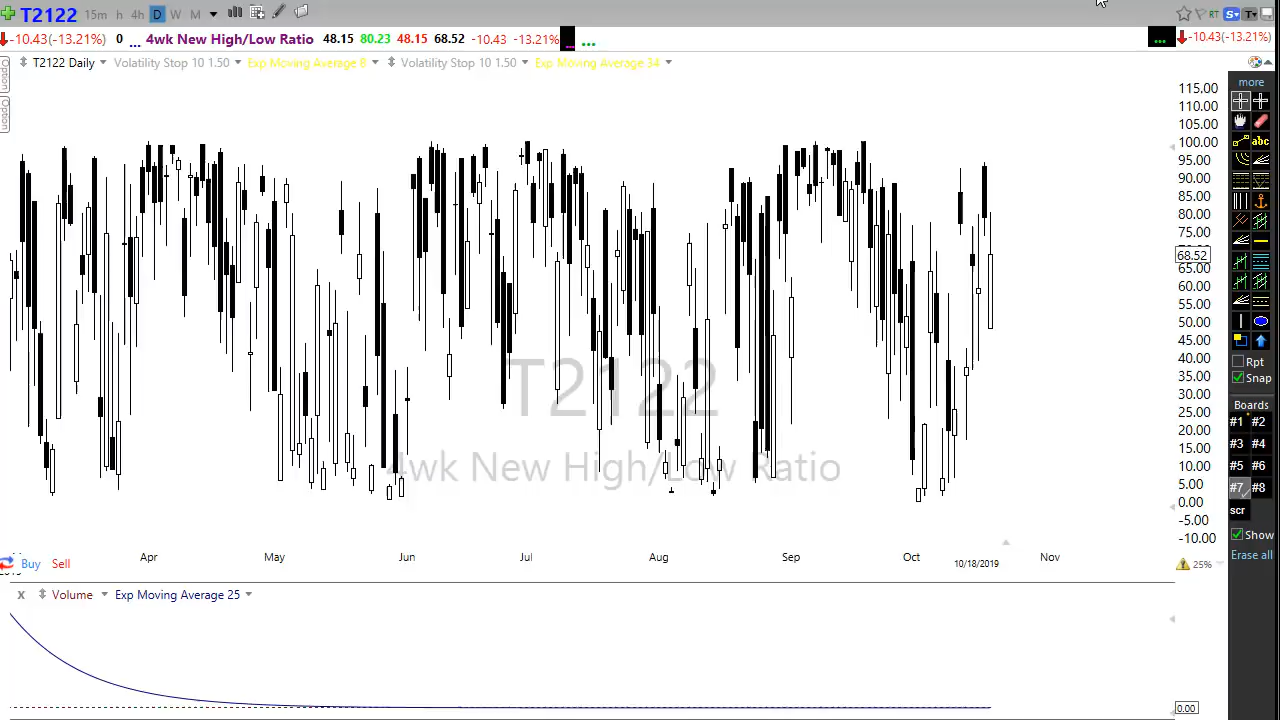 T2122 15m h 4h D W M RT S T
-10.43(-13.21%) 0 ... 4wk New High/Low Ratio 48.15 80.23 48.15 68.52 -10.43 -13.21% ... ... ... -10.43(-13.21%)
T2122 Daily Volatility Stop 10 1.50 Exp Moving Average 8 Volatility Stop 10 1.50 Exp Moving Average 34
Option
Option
more
abc
115.00
110.00
105.00
100.00
95.00
90.00
85.00
80.00
75.00
68.52
65.00
60.00
55.00
50.00
45.00
40.00
35.00
30.00
25.00
20.00
15.00
10.00
5.00
0.00
-5.00
-10.00
T2122
4wk New High/Low Ratio
Rpt
Snap
Boards
#1 #2
#3 #4
#5 #6
#7 #8
scr
Show
Erase all
Apr May Jun Jul Aug Sep Oct Nov
10/18/2019
Buy Sell
25%
x Volume Exp Moving Average 25
0.00